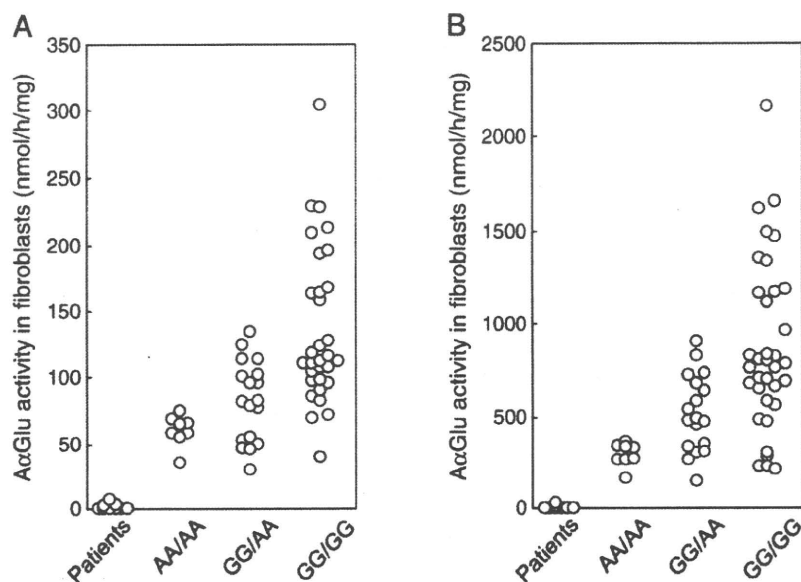 A
AαGlu activity in fibroblasts (nmol/h/mg)
350
300
250
200
150
100
50
0
Patients
AA/AA
GG/AA
GG/GG
B
AαGlu activity in fibroblasts (nmol/h/mg)
2500
2000
1500
1000
500
0
Patients
AA/AA
GG/AA
GG/GG